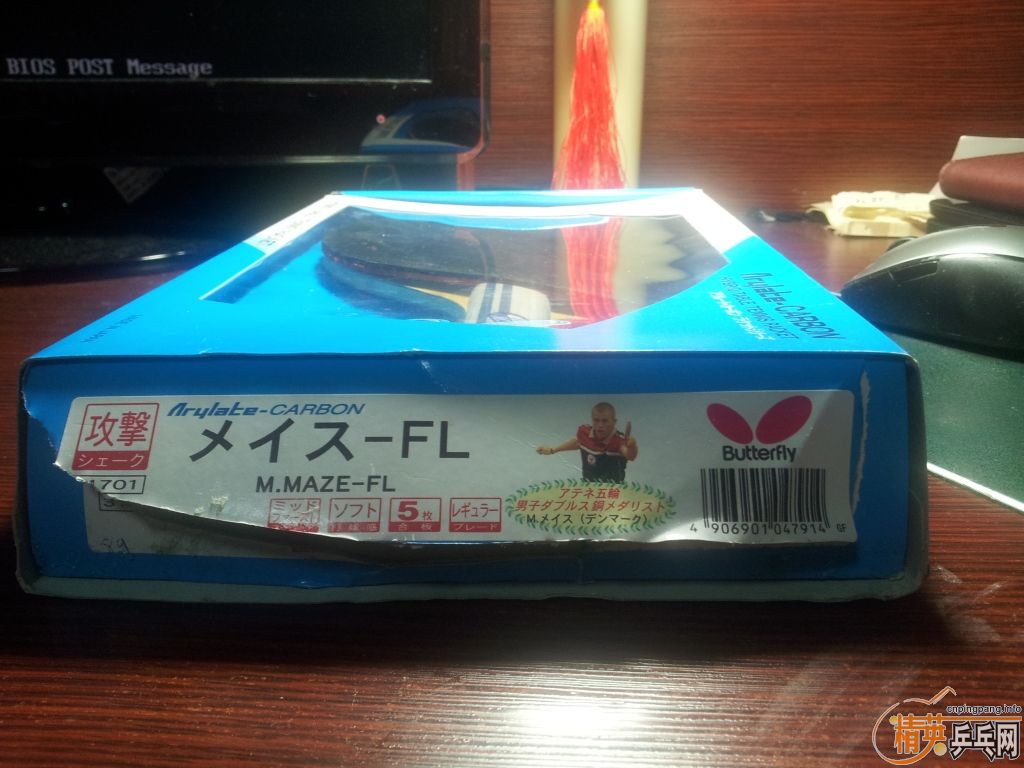 BIOS POST Message
Arylate-CARBON
攻撃
シェーク
Arylate-CARBON
メイス-FL
M.MAZE-FL
1701
ミッド
ソフト
5枚
合板
レギュラー
ブレード
アテネ五輪
男子ダブルス 銅メダリスト
M.メイス (デンマーク)
Butterfly
4 906901 047914 GF
cnpingpang.info
精英乒乓网